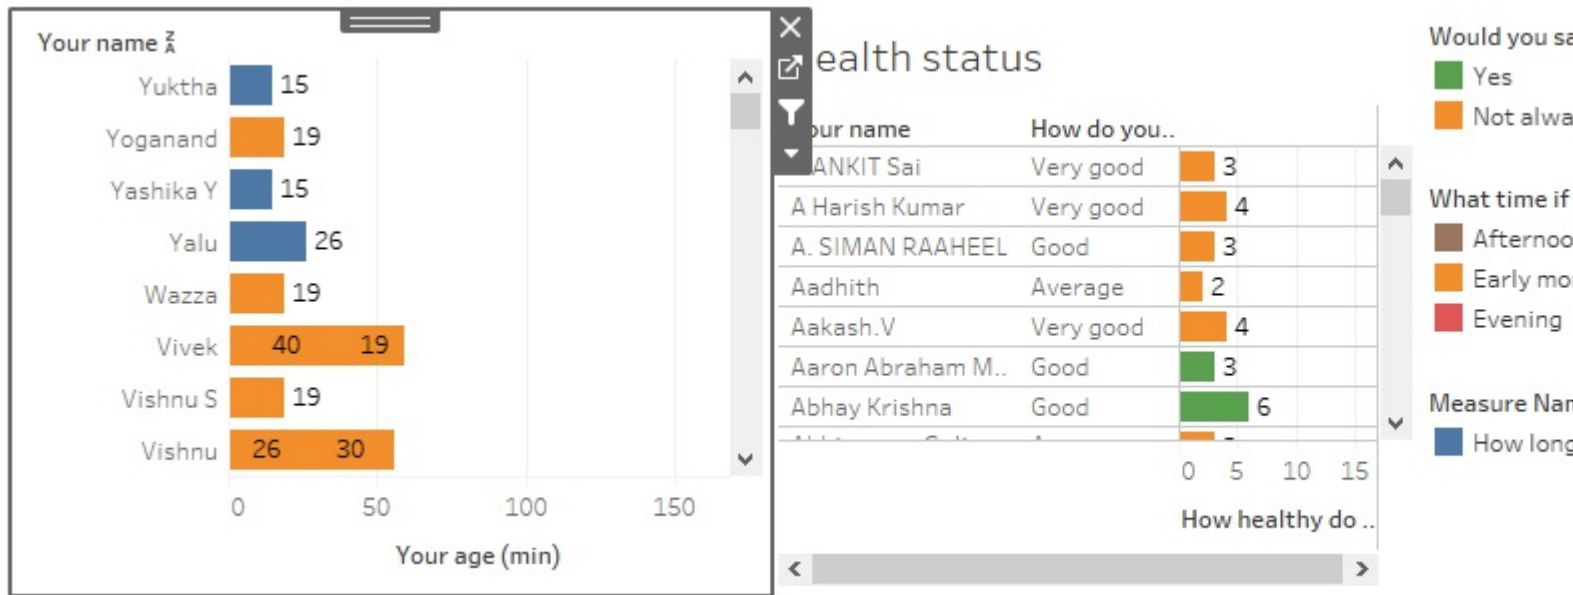 Your name
Yuktha 15
Yoganand 19
Yashika Y 15
Yalu 26
Wazza 19
Vivek 40 19
Vishnu S 19
Vishnu 26 30
0 50 100 150
Your age (min)
ealth status
our name How do you..
ANKIT Sai Very good 3
A Harish Kumar Very good 4
A. SIMAN RAAHEEL Good 3
Aadhith Average 2
Aakash.V Very good 4
Aaron Abraham M.. Good 3
Abhay Krishna Good 6
0 5 10 15
How healthy do ..
Would you sa
Yes
Not alwa
What time if
Afternoo
Early mo
Evening
Measure Nam
How long